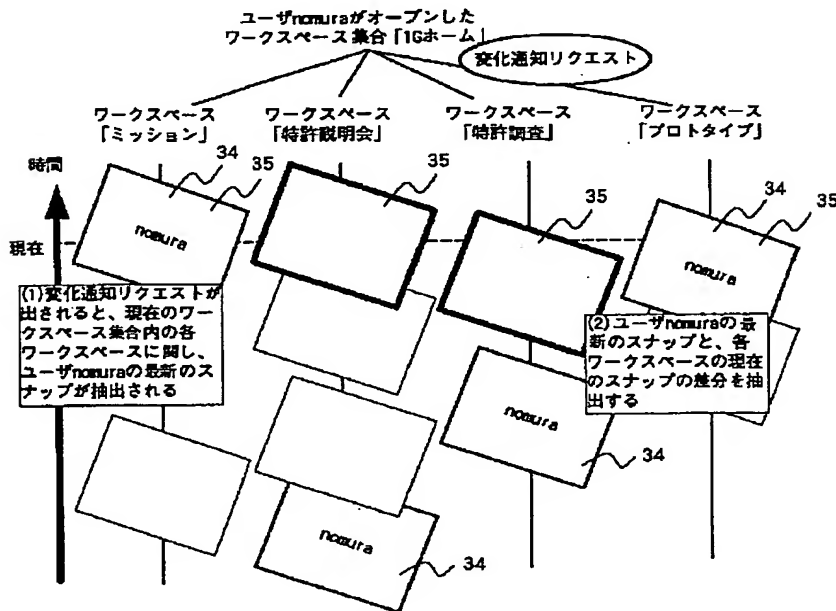 ユーザnomuraがオープンした
ワークスペース集合「1Gホーム」
変化通知リクエスト
ワークスペース
「ミッション」
ワークスペース
「特許説明会」
ワークスペース
「特許調査」
ワークスペース
「プロトタイプ」
時間
34
35
35
35
34
35
nomura
nomura
現在
(1)変化通知リクエストが
出されると、現在のワー
クスペース集合内の各
ワークスペースに関し、
ユーザnomuraの最新のス
ナップが抽出される
(2)ユーザnomuraの最
新のスナップと、各
ワークスペースの現在
のスナップの差分を抽
出する
nomura
34
nomura
34